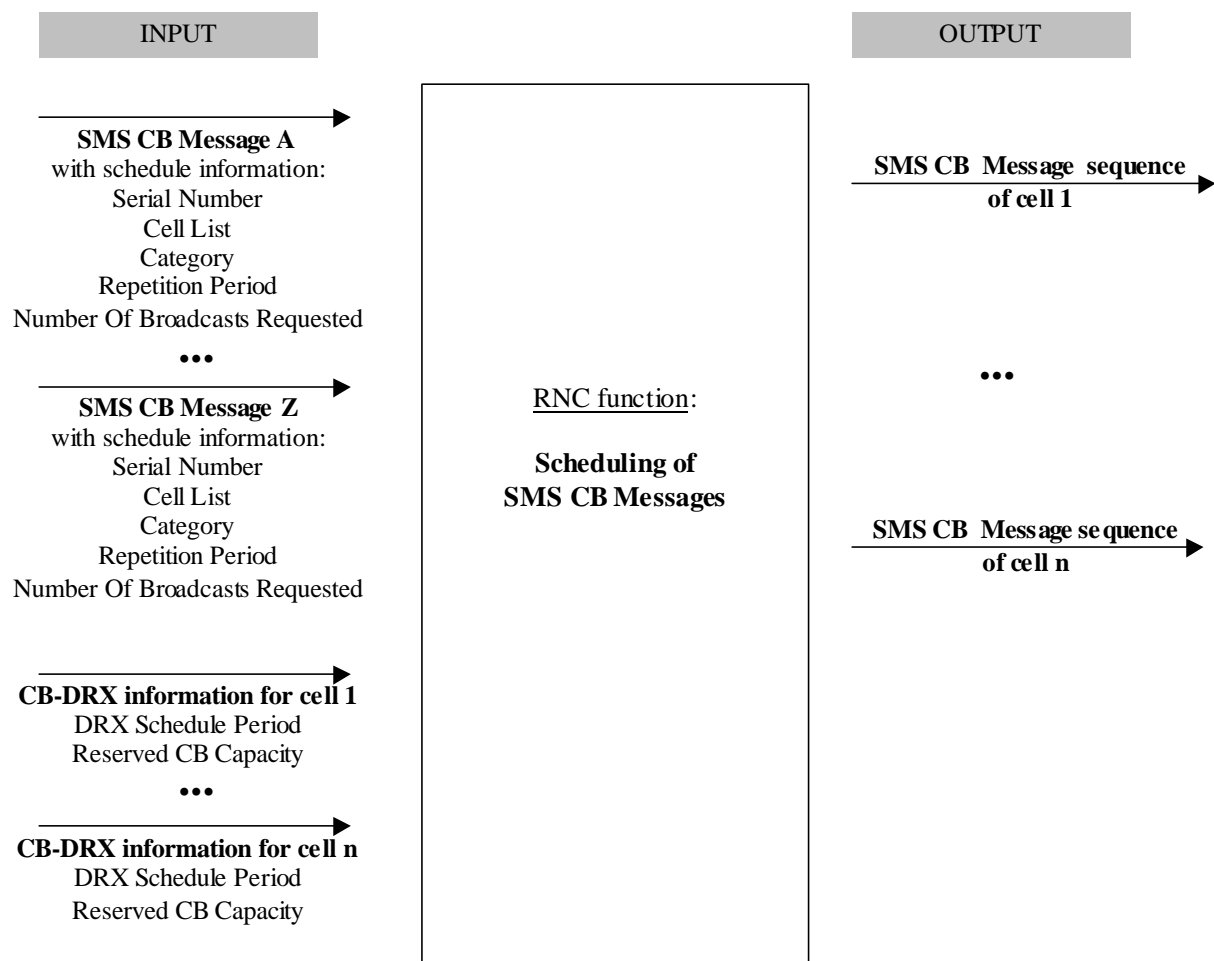 INPUT
SMS CB Message A
with schedule information:
Serial Number
Cell List
Category
Repetition Period
Number Of Broadcasts Requested
•••
SMS CB Message Z
with schedule information:
Serial Number
Cell List
Category
Repetition Period
Number Of Broadcasts Requested
CB-DRX information for cell 1
DRX Schedule Period
Reserved CB Capacity
•••
CB-DRX information for cell n
DRX Schedule Period
Reserved CB Capacity
RNC function:
Scheduling of
SMS CB Messages
OUTPUT
SMS CB Message sequence
of cell 1
•••
SMS CB Message sequence
of cell n